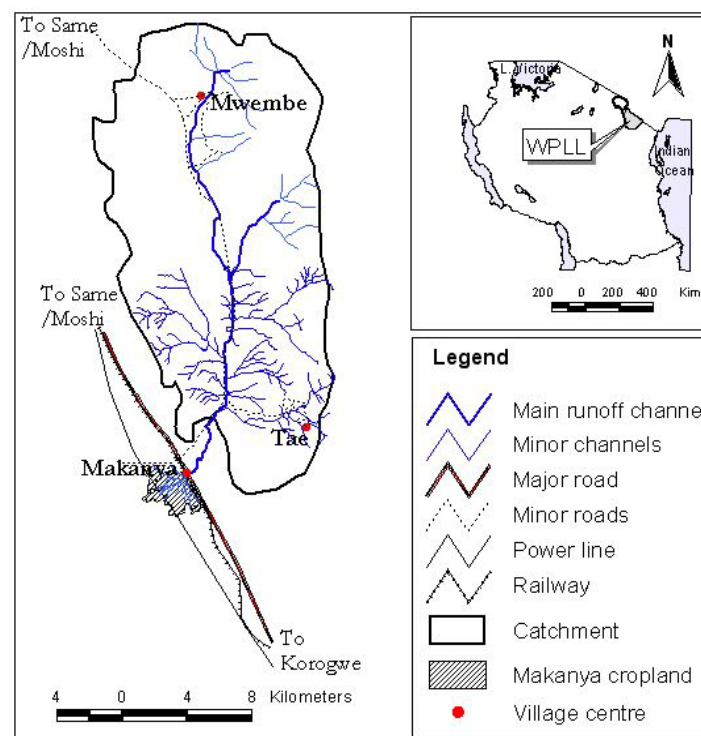 To Same
/Moshi
Mwembe
To Same
/Moshi
Tae
Makanya
To
Korogwe
4 0 4 8 Kilometers
N
L. Victoria
WPLL
Indian
Ocean
200 0 200 400 Kim
Legend
Main runoff channe
Minor channels
Major road
Minor roads
Power line
Railway
Catchment
Makanya cropland
Village centre